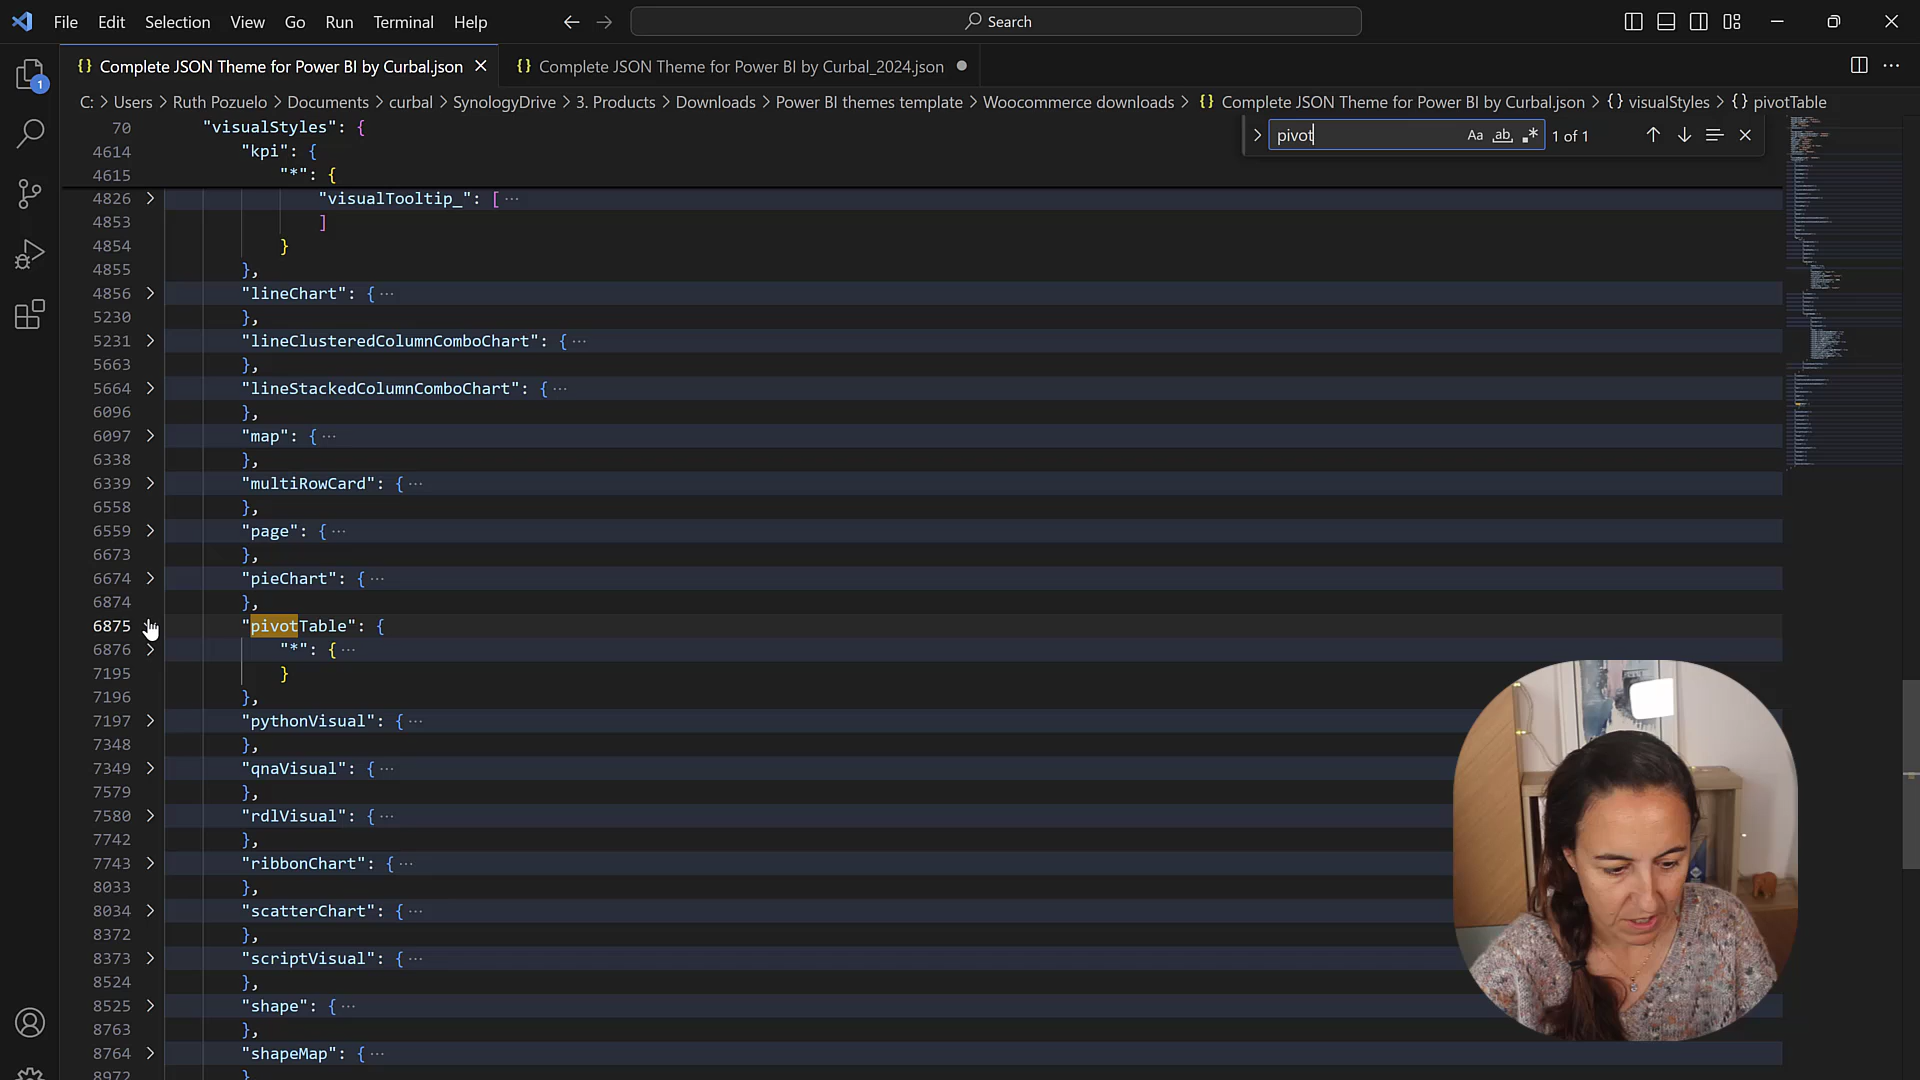 File Edit Selection View Go Run Terminal Help Search
{} Complete JSON Theme for Power BI by Curbal.json {} Complete JSON Theme for Power BI by Curbal_2024.json
1
C: > Users > Ruth Pozuelo > Documents > curbal > SynologyDrive > 3. Products > Downloads > Power BI themes template > Woocommerce downloads > {} Complete JSON Theme for Power BI by Curbal.json > {} visualStyles > {} pivotTable
pivot Aa ab 1 of 1
70 "visualStyles": {
4614 "kpi": {
4615 "*": {
4826 "visualTooltip_": [ ...
4853 ]
4854 }
4855 },
4856 "lineChart": { ...
5230 },
5231 "lineClusteredColumnComboChart": { ...
5663 },
5664 "lineStackedColumnComboChart": { ...
6096 },
6097 "map": { ...
6338 },
6339 "multiRowCard": { ...
6558 },
6559 "page": { ...
6673 },
6674 "pieChart": { ...
6874 },
6875 "pivotTable": {
6876 "*": { ...
7195 }
7196 },
7197 "pythonVisual": { ...
7348 },
7349 "qnaVisual": { ...
7579 },
7580 "rdlVisual": { ...
7742 },
7743 "ribbonChart": { ...
8033 },
8034 "scatterChart": { ...
8372 },
8373 "scriptVisual": { ...
8524 },
8525 "shape": { ...
8763 },
8764 "shapeMap": { ...
8972 }